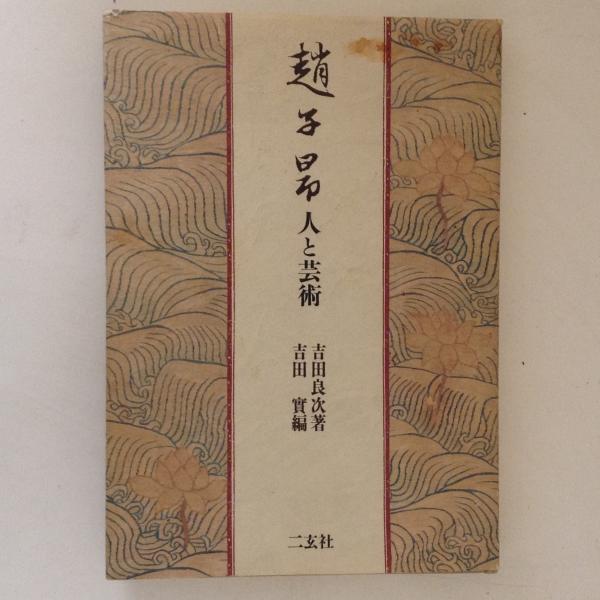 趙子昂
人と芸術
吉田良次著
吉田 實編
二玄社